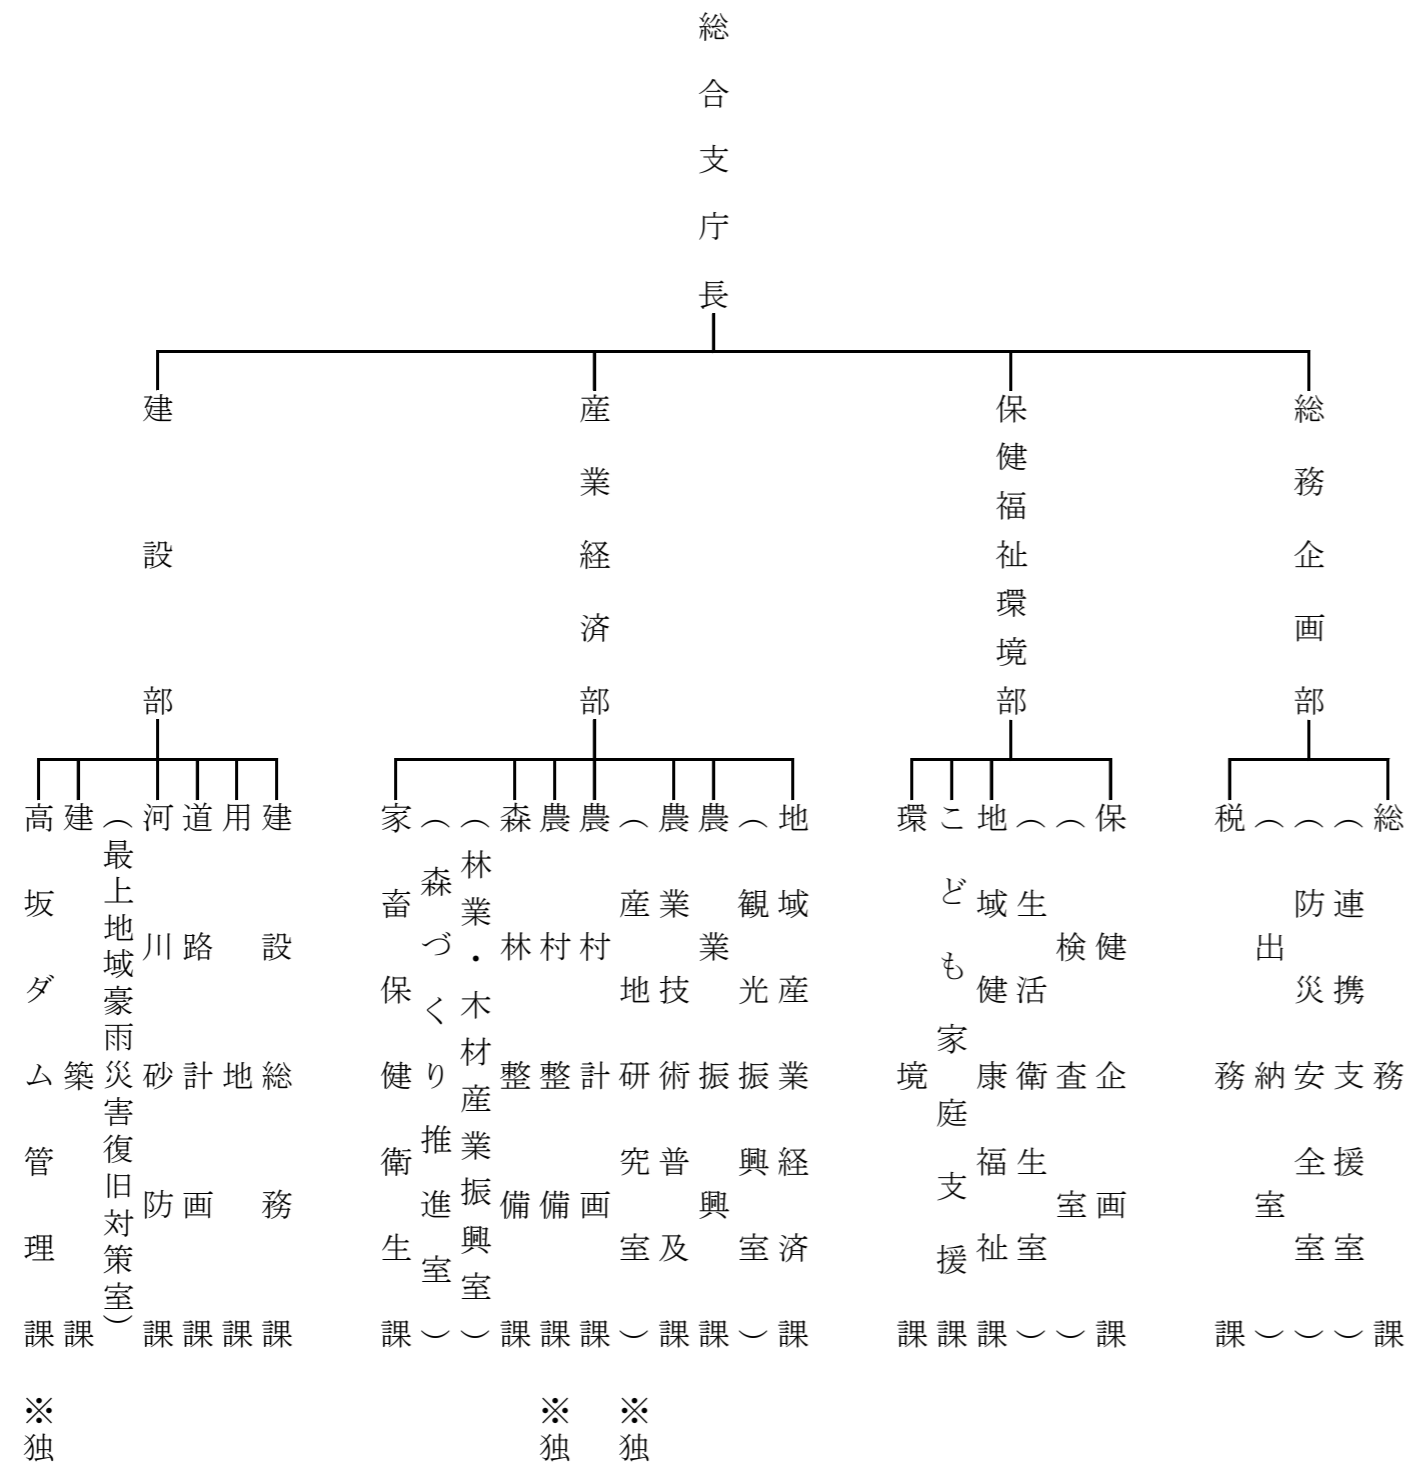 総合支庁長
総務企画部
総務課
(連携支援室)
(防災安全室)
(出納室)
税務課
保健福祉環境部
保健企画課
(検査室)
(生活衛生室)
地域健康福祉課
こども家庭支援課
環境課
産業経済部
地域産業経済課
(観光振興室)
農業振興課
農業技術普及課
(産地研究室) ※独
農村計画課
農村整備課 ※独
森林整備課
(林業・木材産業振興室)
(森づくり推進室)
家畜保健衛生課
建設部
建設総務課
用地課
道路計画課
河川砂防課
(最上地域豪雨災害復旧対策室)
建築課
高坂ダム管理課 ※独